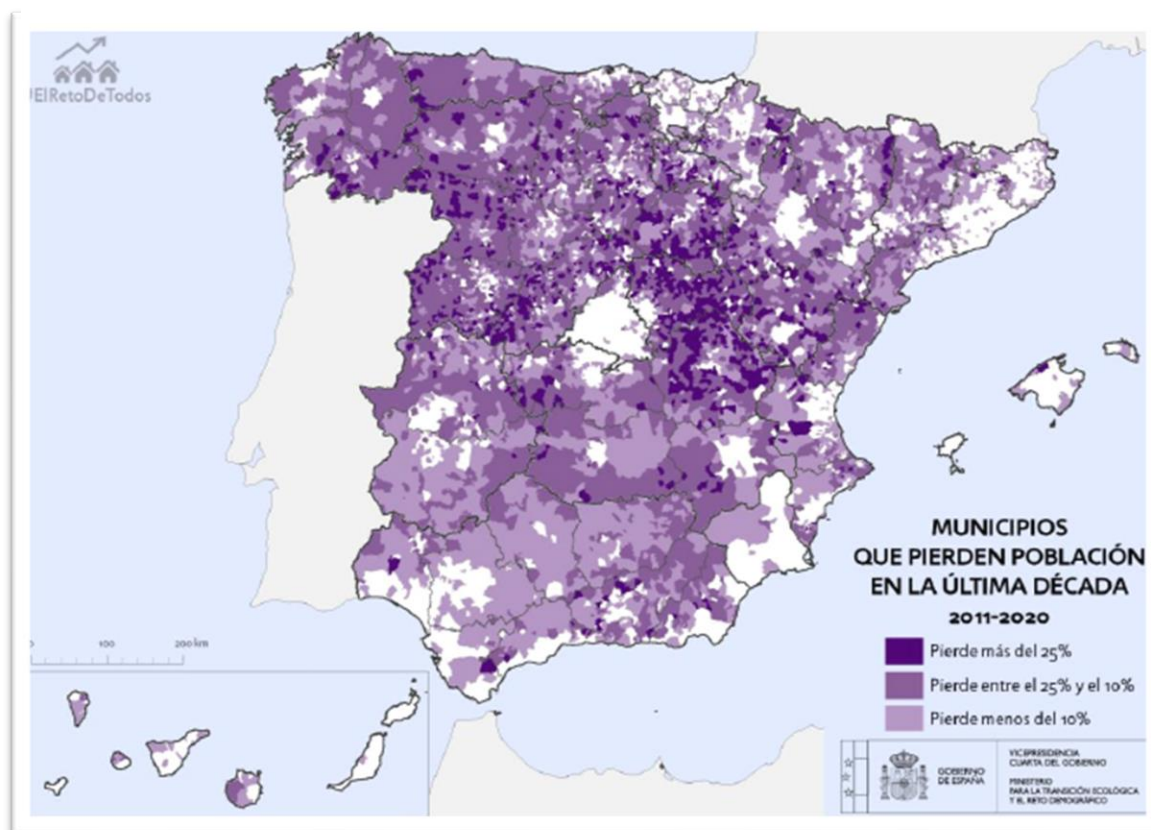 #ElRetoDeTodos
MUNICIPIOS
QUE PIERDEN POBLACIÓN
EN LA ÚLTIMA DÉCADA
2011-2020
Pierde más del 25%
Pierde entre el 25% y el 10%
Pierde menos del 10%
0 100 200 km
GOBIERNO
DE ESPAÑA
VICEPRESIDENCIA
CUARTA DEL GOBIERNO
MINISTERIO
PARA LA TRANSICIÓN ECOLÓGICA
Y EL RETO DEMOGRÁFICO